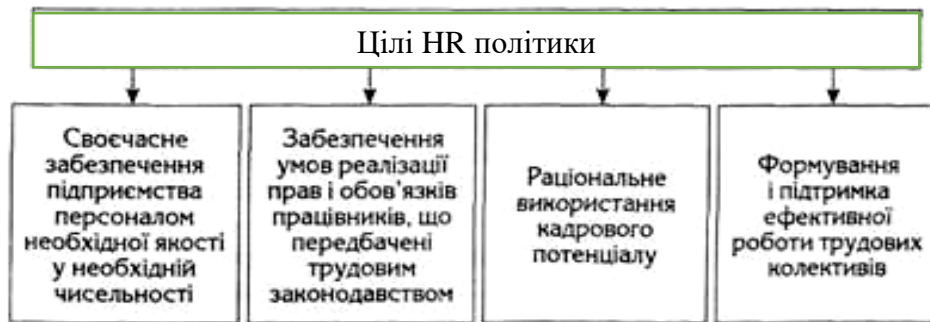 Цілі HR політики
Своєчасне
забезпечення
підприємства
персоналом
необхідної якості
у необхідній
чисельності
Забезпечення
умов реалізації
прав і обов’язків
працівників, що
передбачені
трудовим
законодавством
Раціональне
використання
кадрового
потенціалу
Формування
і підтримка
ефективної
роботи трудових
колективів